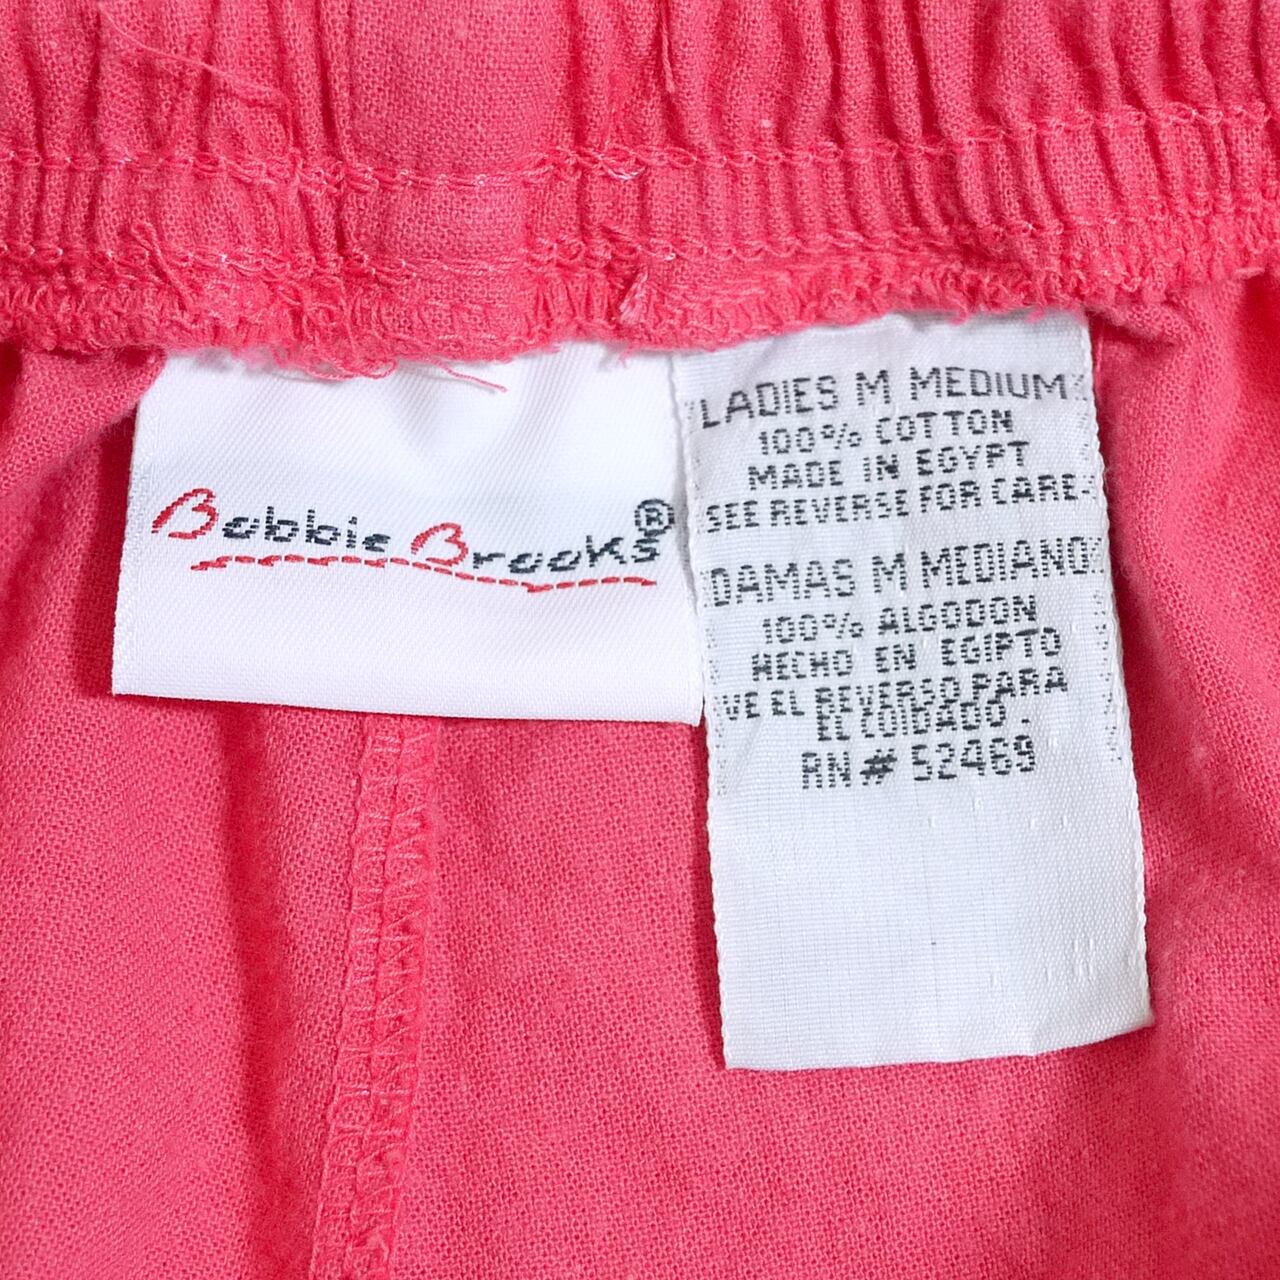 Bobbie Brooks®
LADIES M MEDIUM
100% COTTON
MADE IN EGYPT
SEE REVERSE FOR CARE
DAMAS M MEDIANO
100% ALGODON
HECHO EN EGIPTO
VE EL REVERSO PARA
EL CUIDADO.
RN # 52469